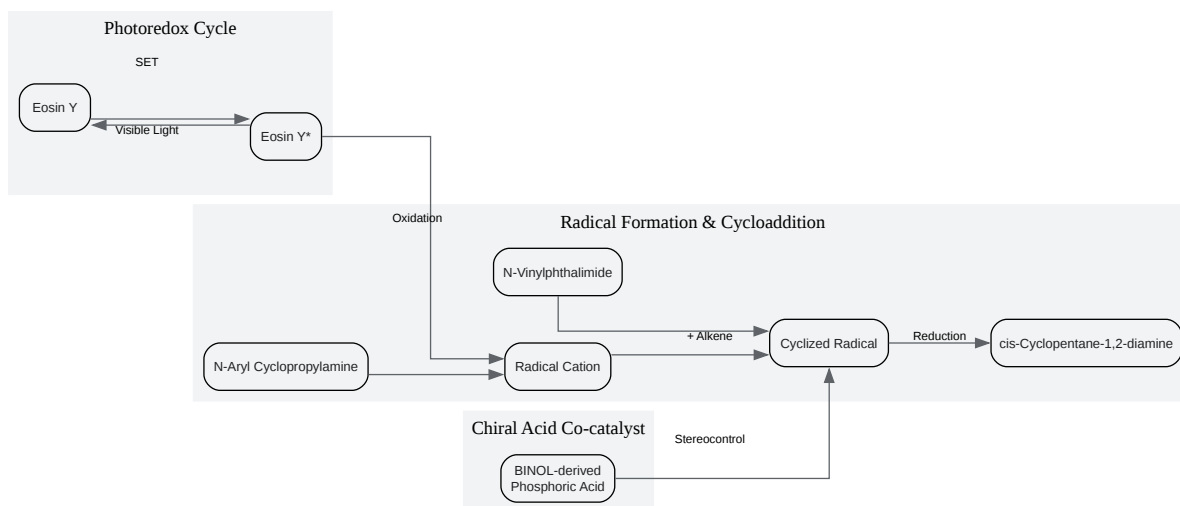 Photoredox Cycle
SET
Eosin Y
Visible Light
Eosin Y*
Oxidation
Radical Formation & Cycloaddition
N-Vinylphthalimide
+ Alkene
Cyclized Radical
Reduction
cis-Cyclopentane-1,2-diamine
N-Aryl Cyclopropylamine
Radical Cation
Chiral Acid Co-catalyst
Stereocontrol
BINOL-derived
Phosphoric Acid